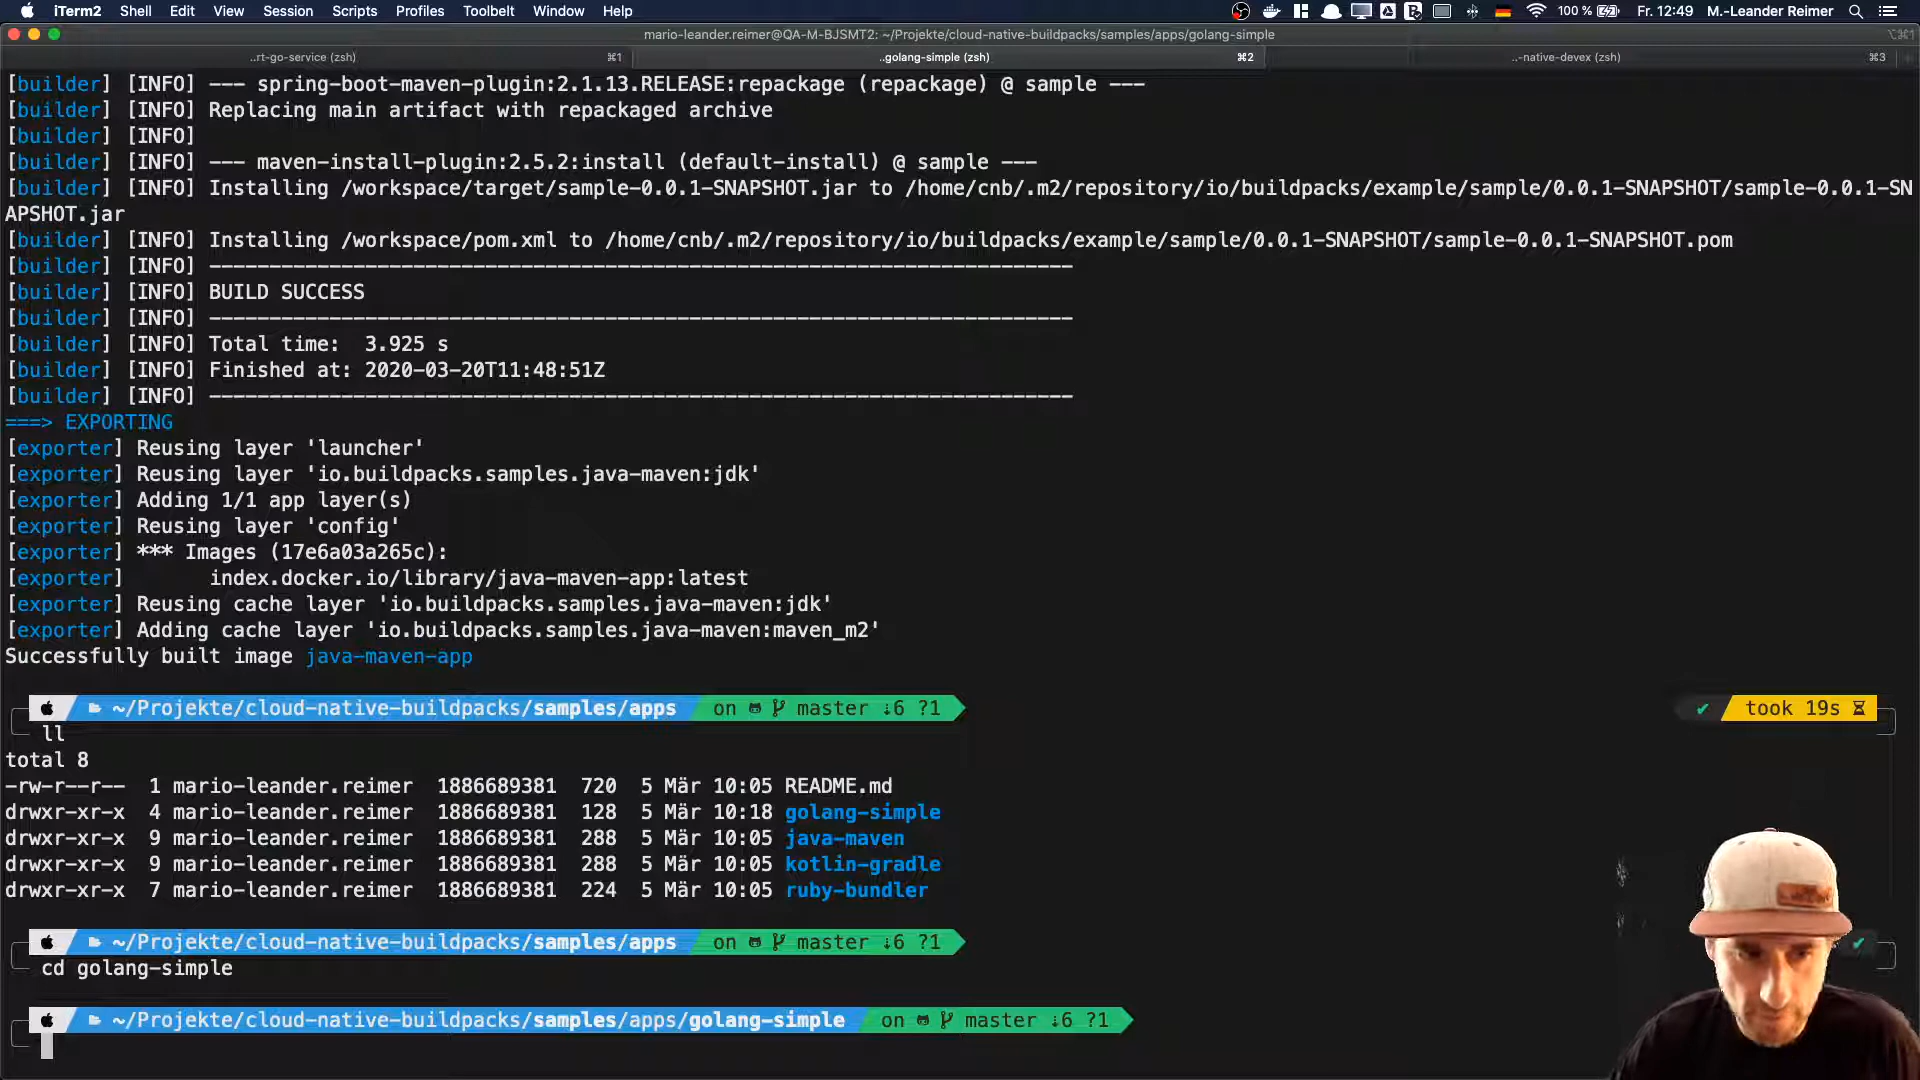 iTerm2 Shell Edit View Session Scripts Profiles Toolbelt Window Help 100 % Fr. 12:49 M.-Leander Reimer
mario-leander.reimer@QA-M-BJSMT2: ~/Projekte/cloud-native-buildpacks/samples/apps/golang-simple ⌥⌘1
..rt-go-service (zsh) ⌘1 ..golang-simple (zsh) ⌘2 ..-native-devex (zsh) ⌘3
[builder] [INFO] --- spring-boot-maven-plugin:2.1.13.RELEASE:repackage (repackage) @ sample ---
[builder] [INFO] Replacing main artifact with repackaged archive
[builder] [INFO]
[builder] [INFO] --- maven-install-plugin:2.5.2:install (default-install) @ sample ---
[builder] [INFO] Installing /workspace/target/sample-0.0.1-SNAPSHOT.jar to /home/cnb/.m2/repository/io/buildpacks/example/sample/0.0.1-SNAPSHOT/sample-0.0.1-SN
APSHOT.jar
[builder] [INFO] Installing /workspace/pom.xml to /home/cnb/.m2/repository/io/buildpacks/example/sample/0.0.1-SNAPSHOT/sample-0.0.1-SNAPSHOT.pom
[builder] [INFO] ------------------------------------------------------------------------
[builder] [INFO] BUILD SUCCESS
[builder] [INFO] ------------------------------------------------------------------------
[builder] [INFO] Total time:  3.925 s
[builder] [INFO] Finished at: 2020-03-20T11:48:51Z
[builder] [INFO] ------------------------------------------------------------------------
===> EXPORTING
[exporter] Reusing layer 'launcher'
[exporter] Reusing layer 'io.buildpacks.samples.java-maven:jdk'
[exporter] Adding 1/1 app layer(s)
[exporter] Reusing layer 'config'
[exporter] *** Images (17e6a03a265c):
[exporter]       index.docker.io/library/java-maven-app:latest
[exporter] Reusing cache layer 'io.buildpacks.samples.java-maven:jdk'
[exporter] Adding cache layer 'io.buildpacks.samples.java-maven:maven_m2'
Successfully built image java-maven-app
~/Projekte/cloud-native-buildpacks/samples/apps on master ⇣6 ?1 ✔ took 19s
ll
total 8
-rw-r--r-- 1 mario-leander.reimer 1886689381 720 5 Mär 10:05 README.md
drwxr-xr-x 4 mario-leander.reimer 1886689381 128 5 Mär 10:18 golang-simple
drwxr-xr-x 9 mario-leander.reimer 1886689381 288 5 Mär 10:05 java-maven
drwxr-xr-x 9 mario-leander.reimer 1886689381 288 5 Mär 10:05 kotlin-gradle
drwxr-xr-x 7 mario-leander.reimer 1886689381 224 5 Mär 10:05 ruby-bundler
~/Projekte/cloud-native-buildpacks/samples/apps on master ⇣6 ?1 ✔
cd golang-simple
~/Projekte/cloud-native-buildpacks/samples/apps/golang-simple on master ⇣6 ?1